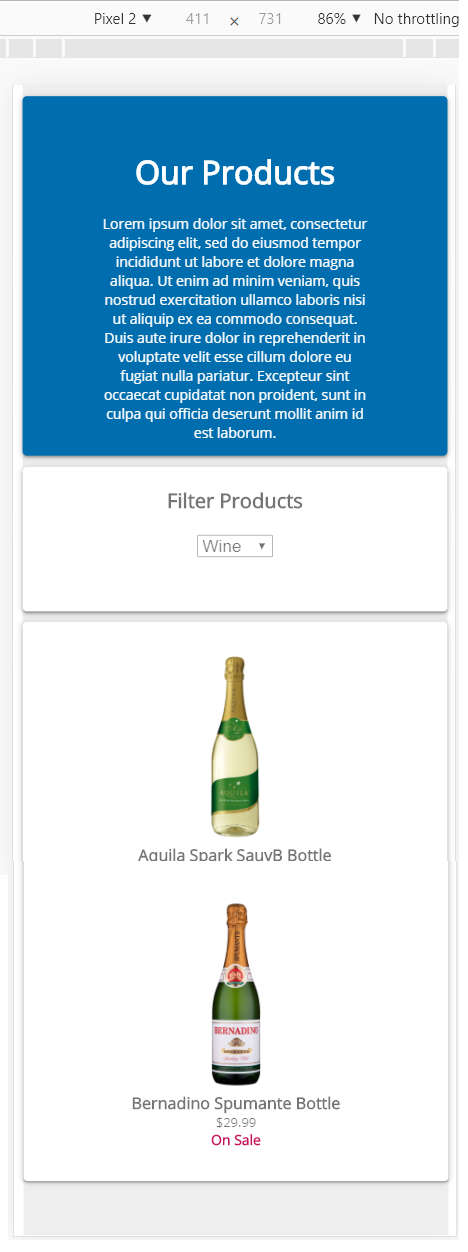 Pixel 2 ▼ 411 × 731 86% ▼ No throttling
Our Products
Lorem ipsum dolor sit amet, consectetur
adipiscing elit, sed do eiusmod tempor
incididunt ut labore et dolore magna
aliqua. Ut enim ad minim veniam, quis
nostrud exercitation ullamco laboris nisi
ut aliquip ex ea commodo consequat.
Duis aute irure dolor in reprehenderit in
voluptate velit esse cillum dolore eu
fugiat nulla pariatur. Excepteur sint
occaecat cupidatat non proident, sunt in
culpa qui officia deserunt mollit anim id
est laborum.
Filter Products
Wine ▼
AQUILA
Aquila Spark SauvB Bottle
SPUMANTE
BERNADINO
Bernadino Spumante Bottle
$29.99
On Sale